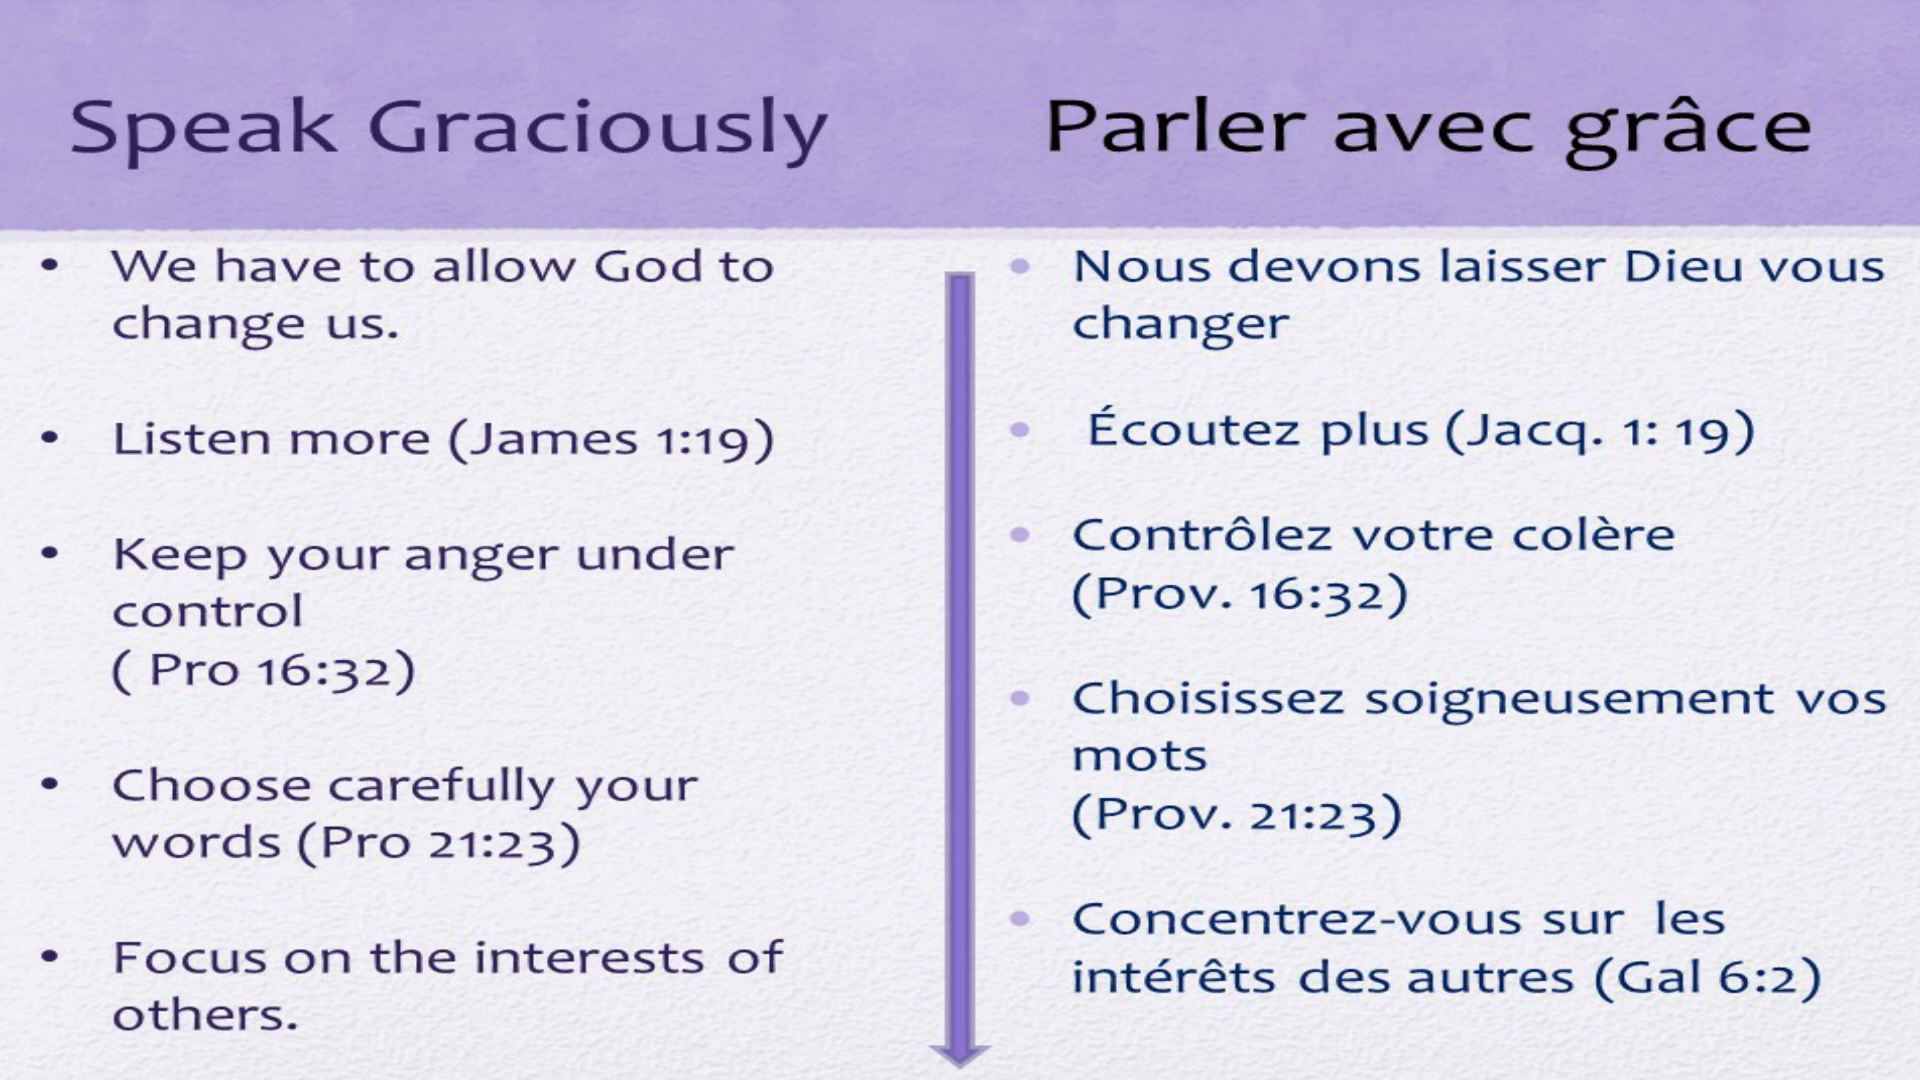 Speak Graciously
• We have to allow God to
change us.
• Listen more (James 1:19)
• Keep your anger under
control
( Pro 16:32)
• Choose carefully your
words (Pro 21:23)
• Focus on the interests of
others.
Parler avec grâce
• Nous devons laisser Dieu vous
changer
• Écoutez plus (Jacq. 1: 19)
• Contrôlez votre colère
(Prov. 16:32)
• Choisissez soigneusement vos
mots
(Prov. 21:23)
• Concentrez-vous sur les
intérêts des autres (Gal 6:2)